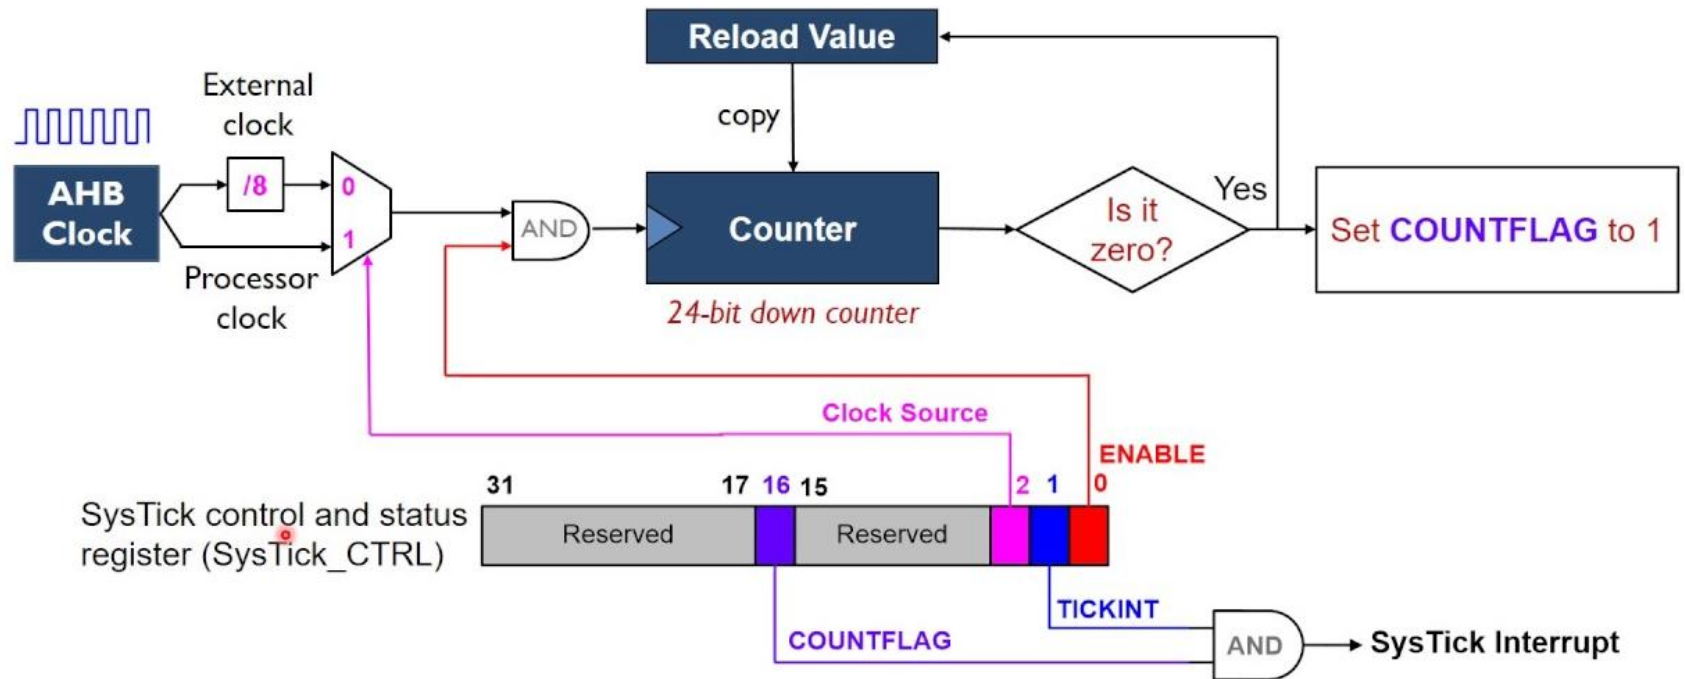 Reload Value
External
clock
copy
AHB
Clock
/8
0
1
Processor
clock
AND
Counter
24-bit down counter
Is it
zero?
Yes
Set COUNTFLAG to 1
Clock Source
ENABLE
31 17 16 15 2 1 0
SysTick control and status
register (SysTick_CTRL)
Reserved
Reserved
TICKINT
COUNTFLAG
AND
SysTick Interrupt